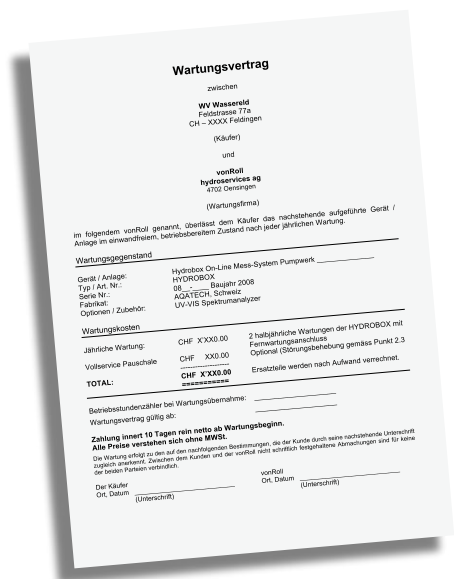 Wartungsvertrag
zwischen
WV Wassereld
Feldstrasse 77a
CH – XXXX Feldingen
(Käufer)
und
vonRoll
hydroservices ag
4702 Oensingen
(Wartungsfirma)
im folgendem vonRoll genannt, überlässt dem Käufer das nachstehende aufgeführte Gerät /
Anlage im einwandfreiem, betriebsbereitem Zustand nach jeder jährlichen Wartung.
Wartungsgegenstand
Gerät / Anlage: Hydrobox On-Line Mess-System Pumpwerk _______________
Typ / Art. Nr.: HYDROBOX
Serie Nr.: 08__-_____ Baujahr 2008
Fabrikat: AQATECH, Schweiz
Optionen / Zubehör: UV-VIS Spektrumanalyzer
Wartungskosten
Jährliche Wartung: CHF X'XX0.00 2 halbjährliche Wartungen der HYDROBOX mit
Fernwartungsanschluss
Vollservice Pauschale CHF XX0.00 Optional (Störungsbehebung gemäss Punkt 2.3
------------------
TOTAL: CHF X'XX0.00 Ersatzteile werden nach Aufwand verrechnet.
===========
Betriebsstundenzähler bei Wartungsübernahme: _____________________
Wartungsvertrag gültig ab: _____________________
Zahlung innert 10 Tagen rein netto ab Wartungsbeginn.
Alle Preise verstehen sich ohne MWSt.
Die Wartung erfolgt zu den auf den nachfolgenden Bestimmungen, die der Kunde durch seine nachstehende Unterschrift
zugleich anerkennt. Zwischen dem Kunden und der vonRoll nicht schriftlich festgehaltene Abmachungen sind für keine
der beiden Parteien verbindlich.
Der Käufer vonRoll
Ort, Datum __________________________ Ort, Datum __________________________
(Unterschrift) (Unterschrift)